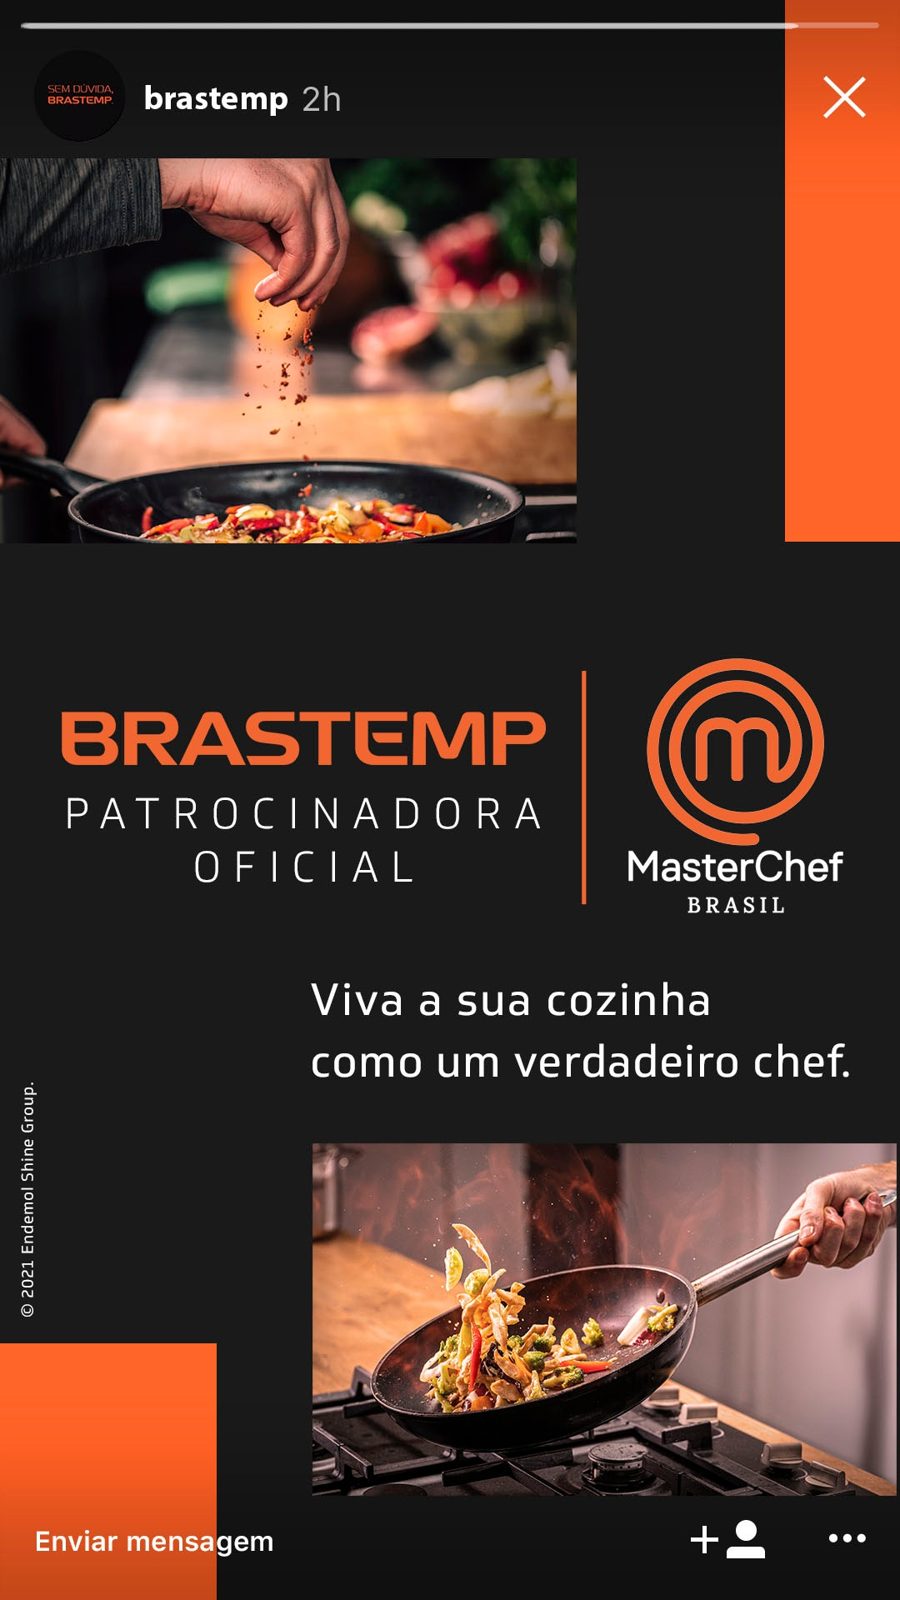 SEM DÚVIDA,
BRASTEMP.
brastemp 2h
BRASTEMP
PATROCINADORA
OFICIAL
m
MasterChef
BRASIL
Viva a sua cozinha
como um verdadeiro chef.
© 2021 Endemol Shine Group.
Enviar mensagem